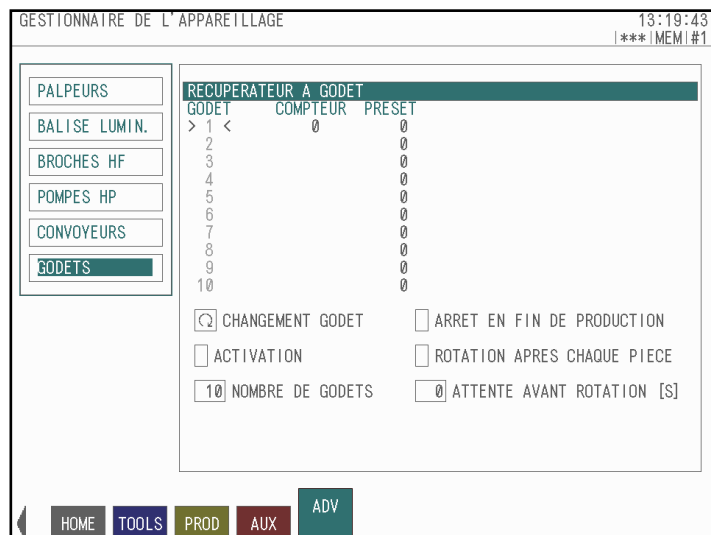 GESTIONNAIRE DE L'APPAREILLAGE 13:19:43
|***|MEM|#1
PALPEURS
BALISE LUMIN.
BROCHES HF
POMPES HP
CONVOYEURS
GODETS
RECUPERATEUR A GODET
GODET COMPTEUR PRESET
> 1 < 0 0
2 0
3 0
4 0
5 0
6 0
7 0
8 0
9 0
10 0
CHANGEMENT GODET ARRET EN FIN DE PRODUCTION
ACTIVATION ROTATION APRES CHAQUE PIECE
10 NOMBRE DE GODETS 0 ATTENTE AVANT ROTATION [S]
HOME TOOLS PROD AUX ADV